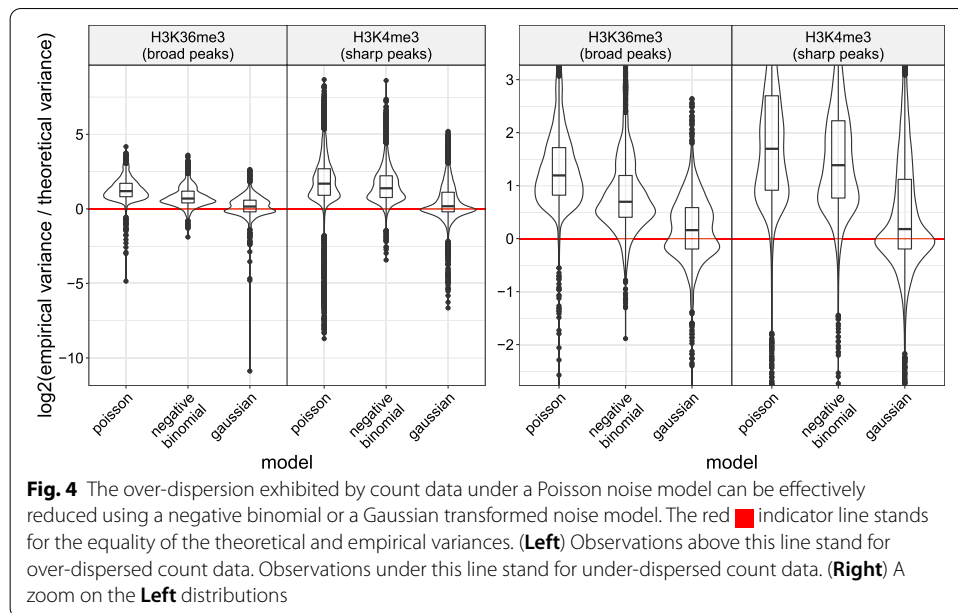 H3K36me3
(broad peaks)
H3K4me3
(sharp peaks)
H3K36me3
(broad peaks)
H3K4me3
(sharp peaks)
log2(empirical variance / theoretical variance)
5
0
−5
−10
3
2
1
0
−1
−2
poisson
negative
binomial
gaussian
poisson
negative
binomial
gaussian
poisson
negative
binomial
gaussian
poisson
negative
binomial
gaussian
model
model
Fig. 4 The over-dispersion exhibited by count data under a Poisson noise model can be effectively
reduced using a negative binomial or a Gaussian transformed noise model. The red indicator line stands
for the equality of the theoretical and empirical variances. (Left) Observations above this line stand for
over-dispersed count data. Observations under this line stand for under-dispersed count data. (Right) A
zoom on the Left distributions